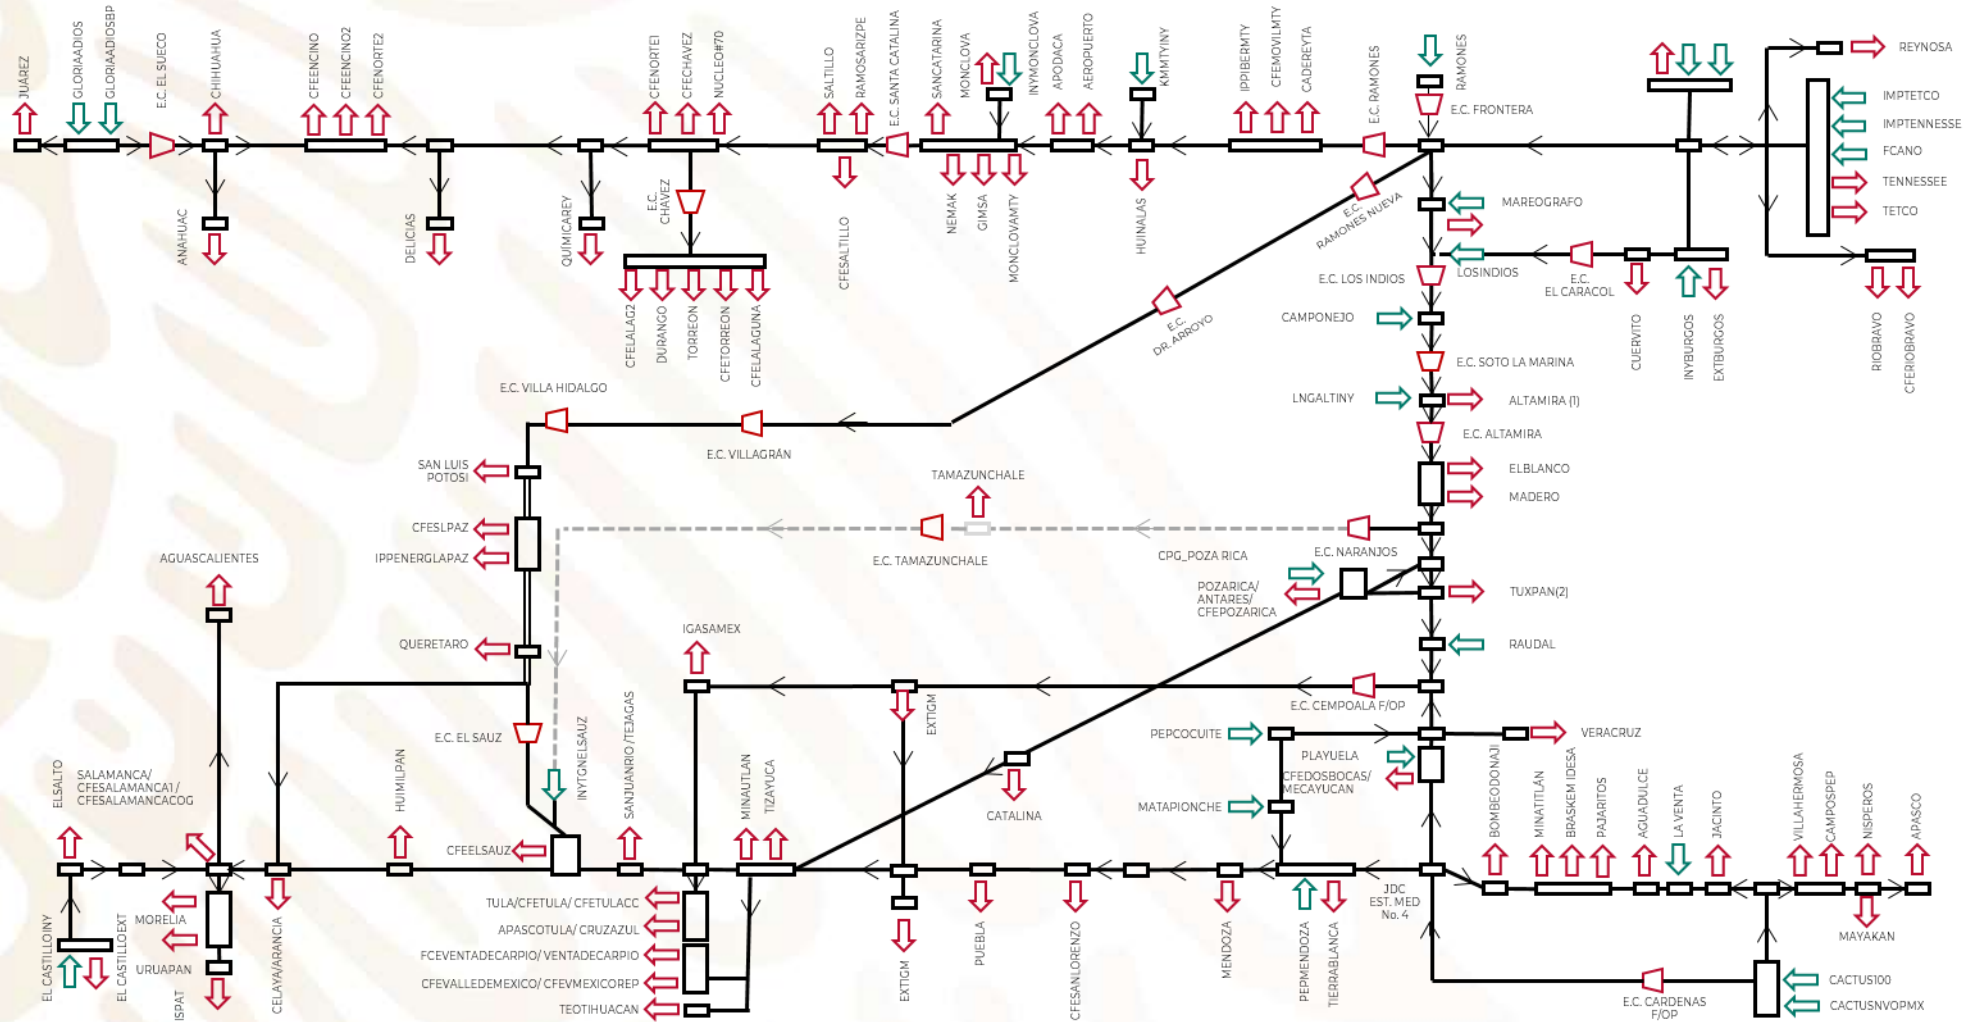 JUÁREZ
GLORIAADIOS
GLORIAADIOSBP
E.C. EL SUECO
CHIHUAHUA
CFEENCINO
CFEENCINO2
CFENORTE2
CFENORTE1
CFECHAVEZ
NUCLEO#70
SALTILLO
RAMOSARIZPE
E.C. SANTA CATALINA
SANCATARINA
MONCLOVA
INYMONCLOVA
APODACA
AEROPUERTO
KMMTYINY
IPPIBERMTY
CFEMOVILMTY
CADEREYTA
E.C. RAMONES
RAMONES
E.C. FRONTERA
REYNOSA
IMPTETCO
IMPTENNESSE
FCANO
TENNESSEE
TETCO
ANAHUAC
DELICIAS
QUÍMICAREY
E.C.
CHAVEZ
CFESALTILLO
NEMAK
GIMSA
MONCLOVAMTY
HUINALAS
E.C.
RAMONES NUEVA
MAREOGRAFO
LOSINDIOS
E.C. LOS INDIOS
E.C.
EL CARACOL
CUERVITO
INYBURGOS
EXTBURGOS
RIOBRAVO
CFERIOBRAVO
CFELALAG2
DURANGO
TORREON
CFETORREON
CFELALAGUNA
E.C.
DR. ARROYO
CAMPONEJO
E.C. SOTO LA MARINA
LNGALTINY
ALTAMIRA (1)
E.C. ALTAMIRA
E.C. VILLA HIDALGO
E.C. VILLAGRÁN
SAN LUIS
POTOSI
TAMAZUNCHALE
ELBLANCO
MADERO
CFESLPAZ
IPPENERGLAPAZ
AGUASCALIENTES
E.C. TAMAZUNCHALE
CPG_POZA RICA
E.C. NARANJOS
POZARICA/
ANTARES/
CFEPOZARICA
TUXPAN(2)
QUERETARO
IGASAMEX
RAUDAL
E.C. CEMPOALA F/OP
EXTIGM
E.C. EL SAUZ
INYTGNELSAUZ
SANJUANRIO /TEJAGAS
PEPCOCUITE
VERACRUZ
PLAYUELA
CFEDOSBOCAS/
MECAYUCAN
MATAPIONCHE
CATALINA
ELSALTO
SALAMANCA/
CFESALAMANCA1 /
CFESALAMANCACOG
HUIMILPAN
CFEELSAUZ
MINAUTLAN
TIZAYUCA
BOMBEODONAJI
MINATITLÁN
BRASKEM IDESA
PAJARITOS
AGUADULCE
LA VENTA
JACINTO
VILLAHERMOSA
CAMPOSPEP
NISPEROS
APASCO
JDC
EST. MED
No. 4
TULA/CFETULA/ CFETULACC
APASCOTULA/ CRUZAZUL
FCEVENTADECARPIO/ VENTADECARPIO
CFEVALLEDEMEXICO/ CFEVMEXICOREP
TEOTIHUACAN
MORELIA
URUAPAN
ISPAT
EL CASTILLOINY
EL CASTILLOEXT
CELAYA/ARANCIA
EXTIGM
PUEBLA
CFESANLORENZO
MENDOZA
PEPMENDOZA
TIERRABLANCA
MAYAKAN
CACTUS100
CACTUSNVOPMX
E.C. CARDENAS
F/OP